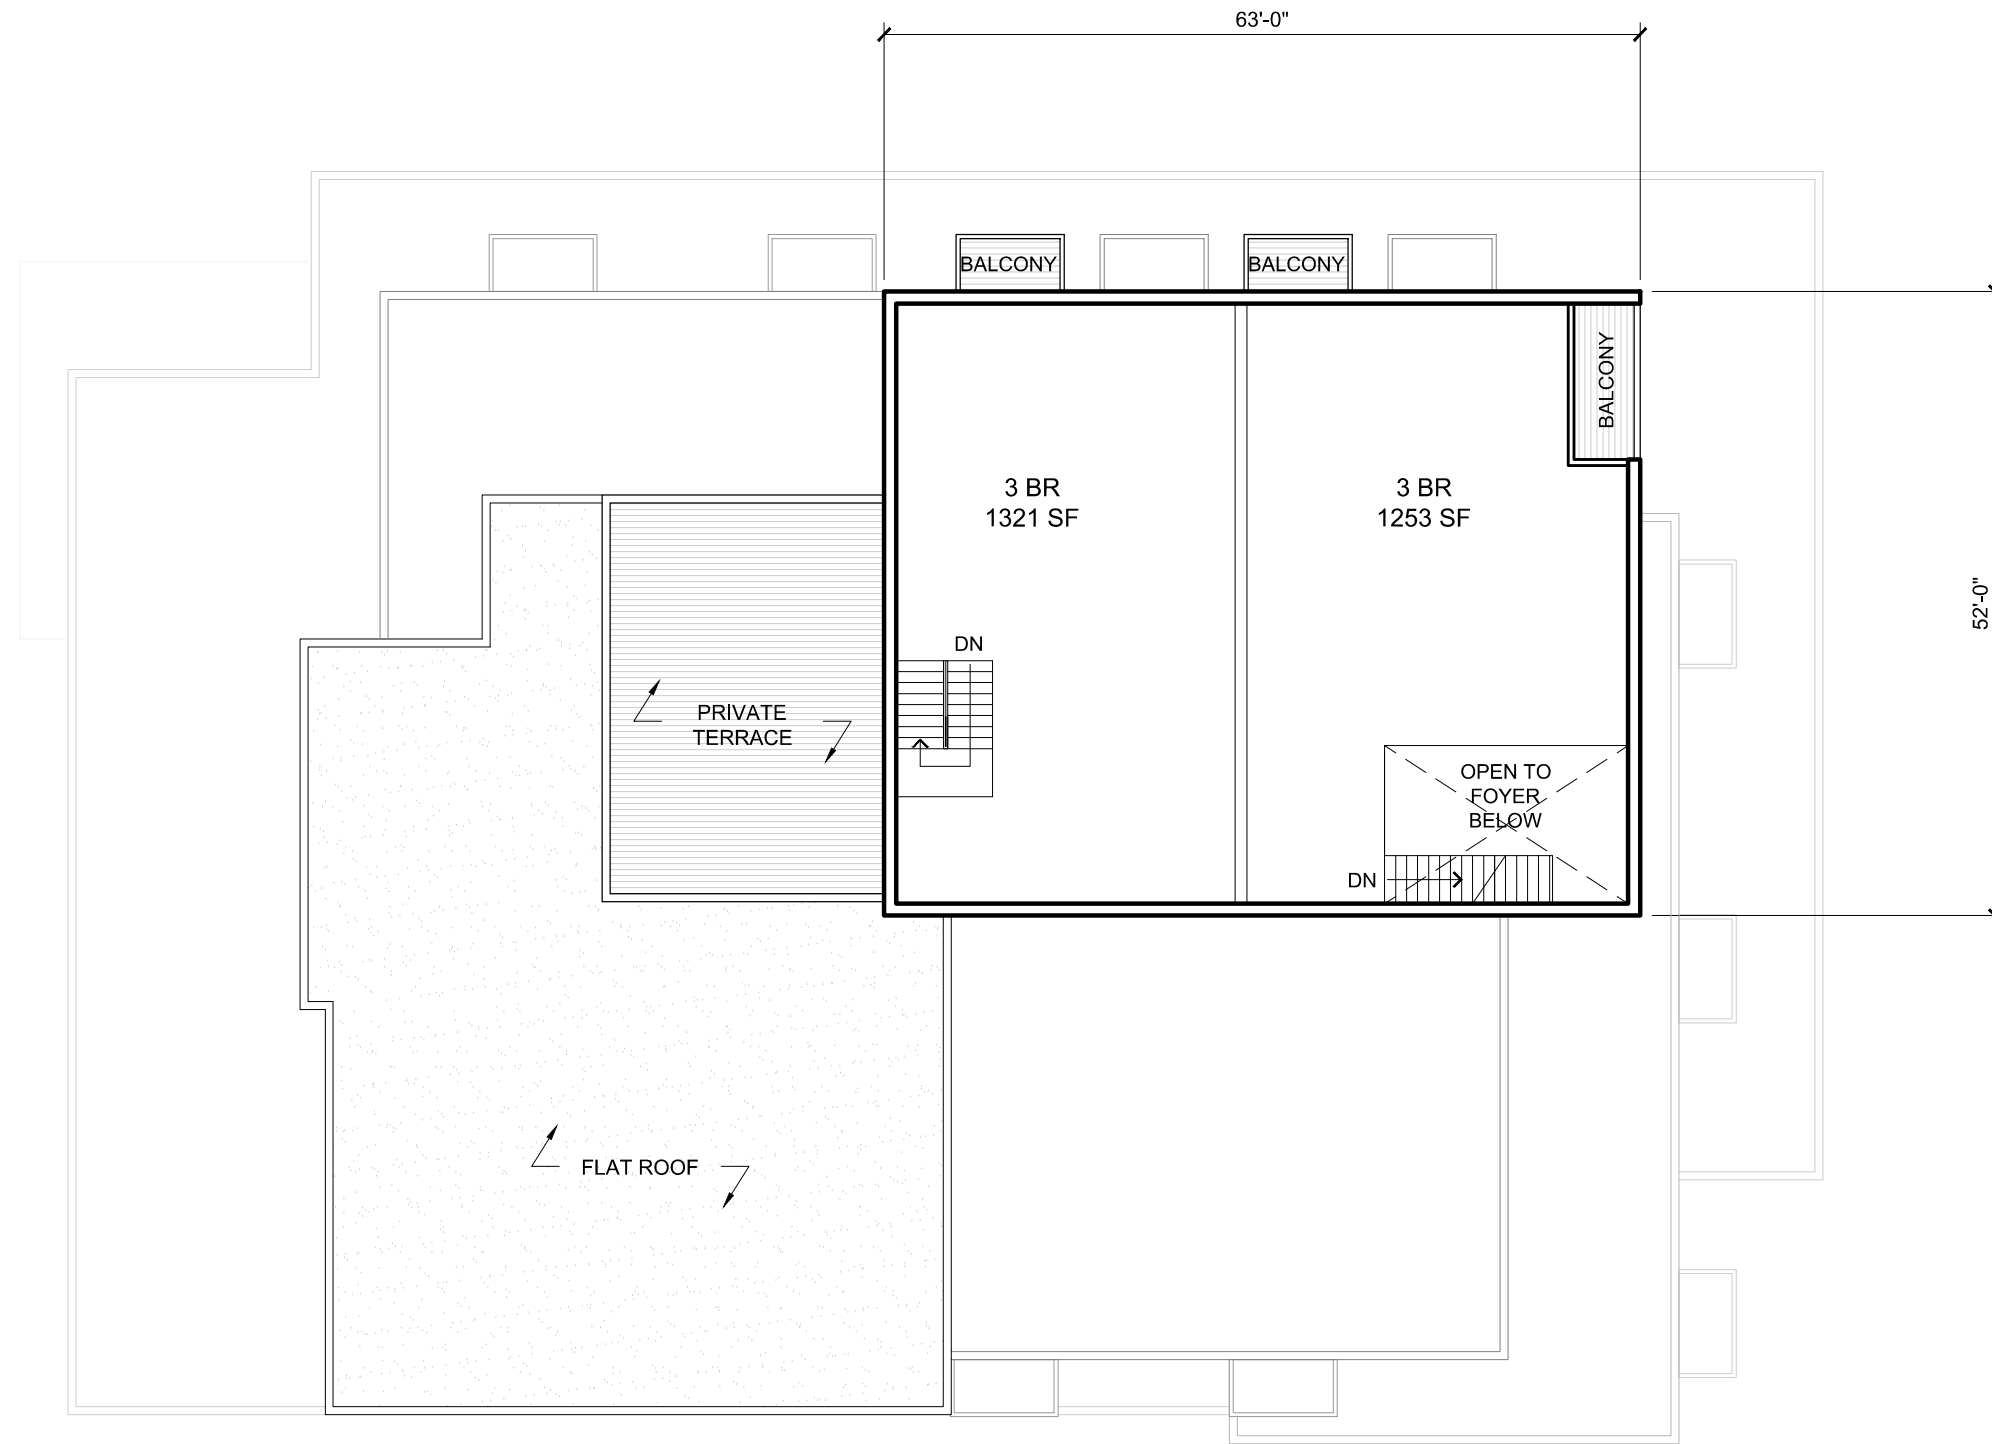 63'-0"
BALCONY
BALCONY
BALCONY
3 BR
1321 SF
3 BR
1253 SF
52'-0"
DN
PRIVATE
TERRACE
OPEN TO
FOYER
BELOW
DN
FLAT ROOF